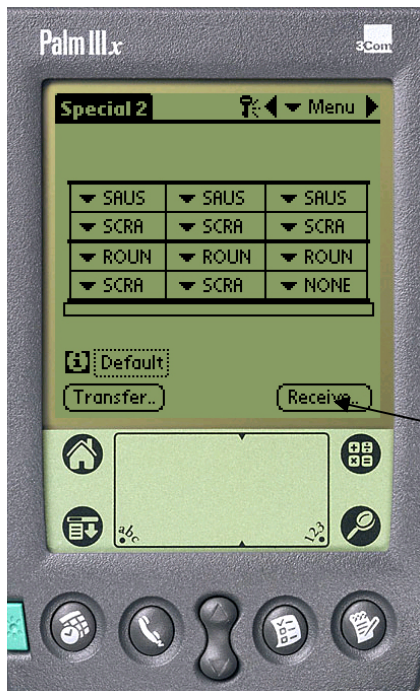 Palm IIIx
3Com
Special 2 Menu
SAUS SAUS SAUS
SCRA SCRA SCRA
ROUN ROUN ROUN
SCRA SCRA NONE
Default
Transfer.. Receive..
abc 123